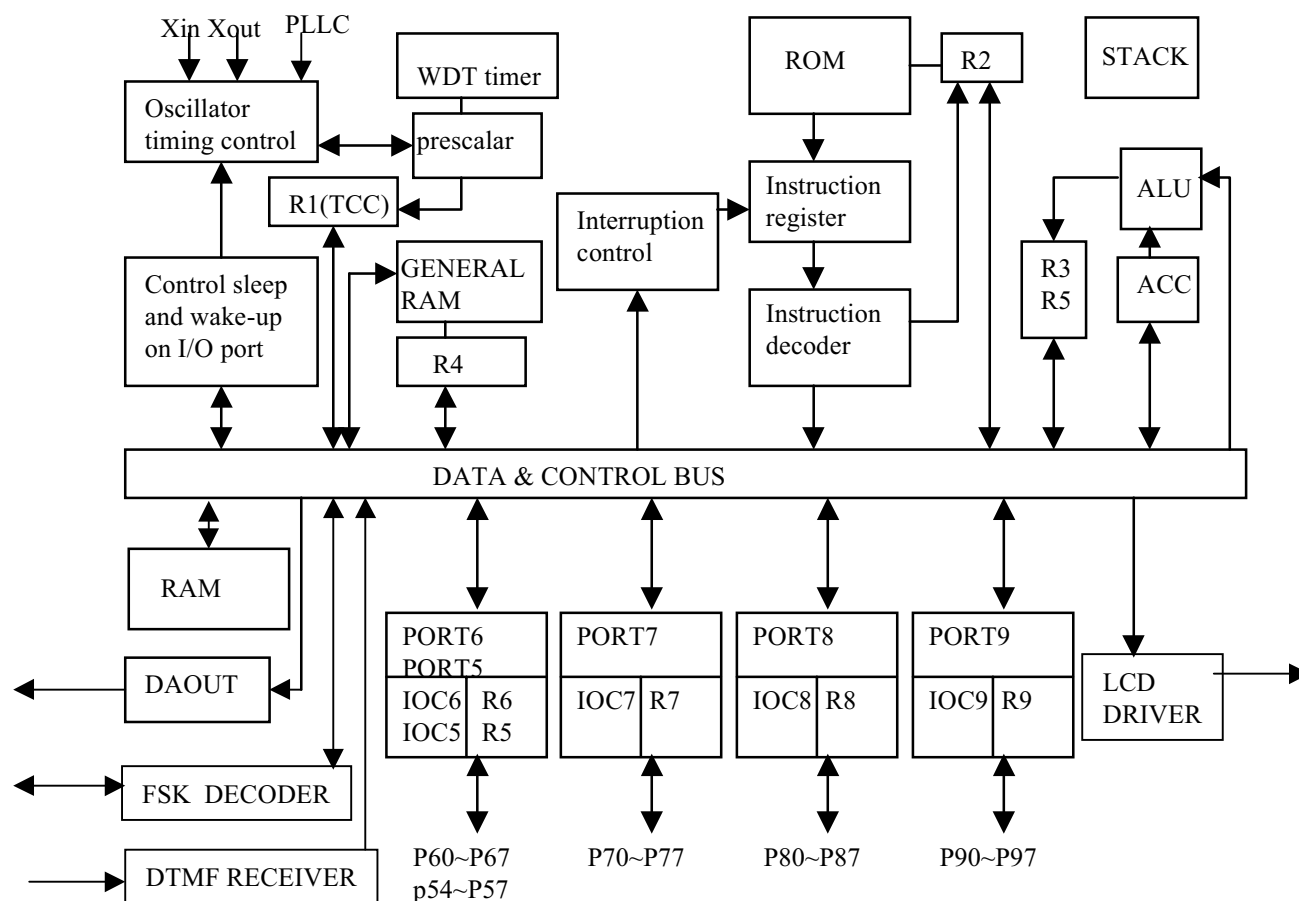 Xin Xout
PLLC
WDT timer
ROM
R2
STACK
Oscillator
timing control
prescalar
R1(TCC)
Interruption
control
Instruction
register
ALU
GENERAL
RAM
Control sleep
and wake-up
on I/O port
R3
R5
ACC
Instruction
decoder
R4
DATA & CONTROL BUS
RAM
PORT6
PORT5
PORT7
PORT8
PORT9
DAOUT
IOC6
IOC5
R6
R5
IOC7
R7
IOC8
R8
IOC9
R9
LCD
DRIVER
FSK DECODER
DTMF RECEIVER
P60~P67
p54~P57
P70~P77
P80~P87
P90~P97